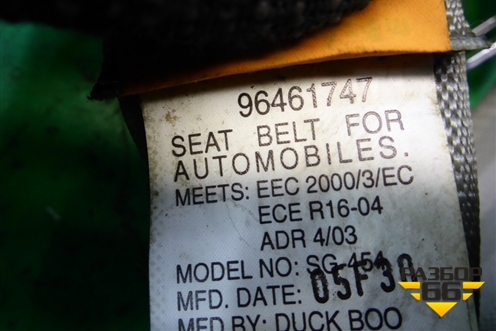 96461747
SEAT BELT FOR
AUTOMOBILES.
MEETS: EEC 2000/3/EC
ECE R16-04
ADR 4/03
MODEL NO: SG-454
MFD. DATE: 05F30
MFD BY: DUCK BOO
РАЗБОР
66